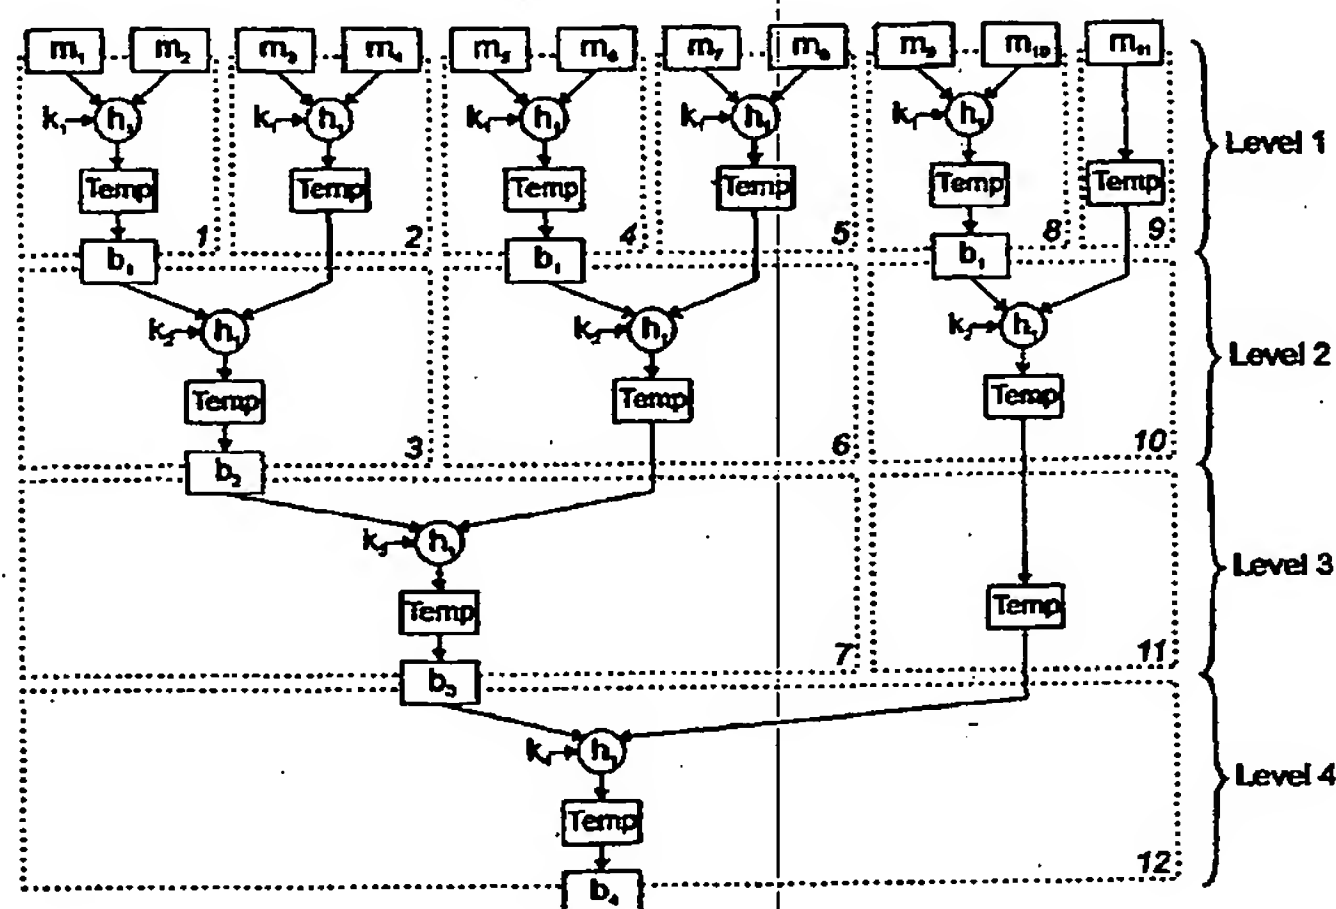 m₁ m₂ m₃ m₄ m₅ m₆ m₇ m₈ m₉ m₁₀ m₁₁
k₁ h₁ k₁ h₁ k₁ h₁ k₁ h₁ k₁ h₁
Level 1
Temp Temp Temp Temp Temp Temp
1 2 4 5 8 9
b₁ b₁ b₁
k₂ h₁ k₂ h₁ k₂ h₁
Level 2
Temp Temp Temp
3 6 10
b₂
k₃ h₁
Level 3
Temp Temp
7 11
b₃
k₄ h₁
Level 4
Temp
12
b₄